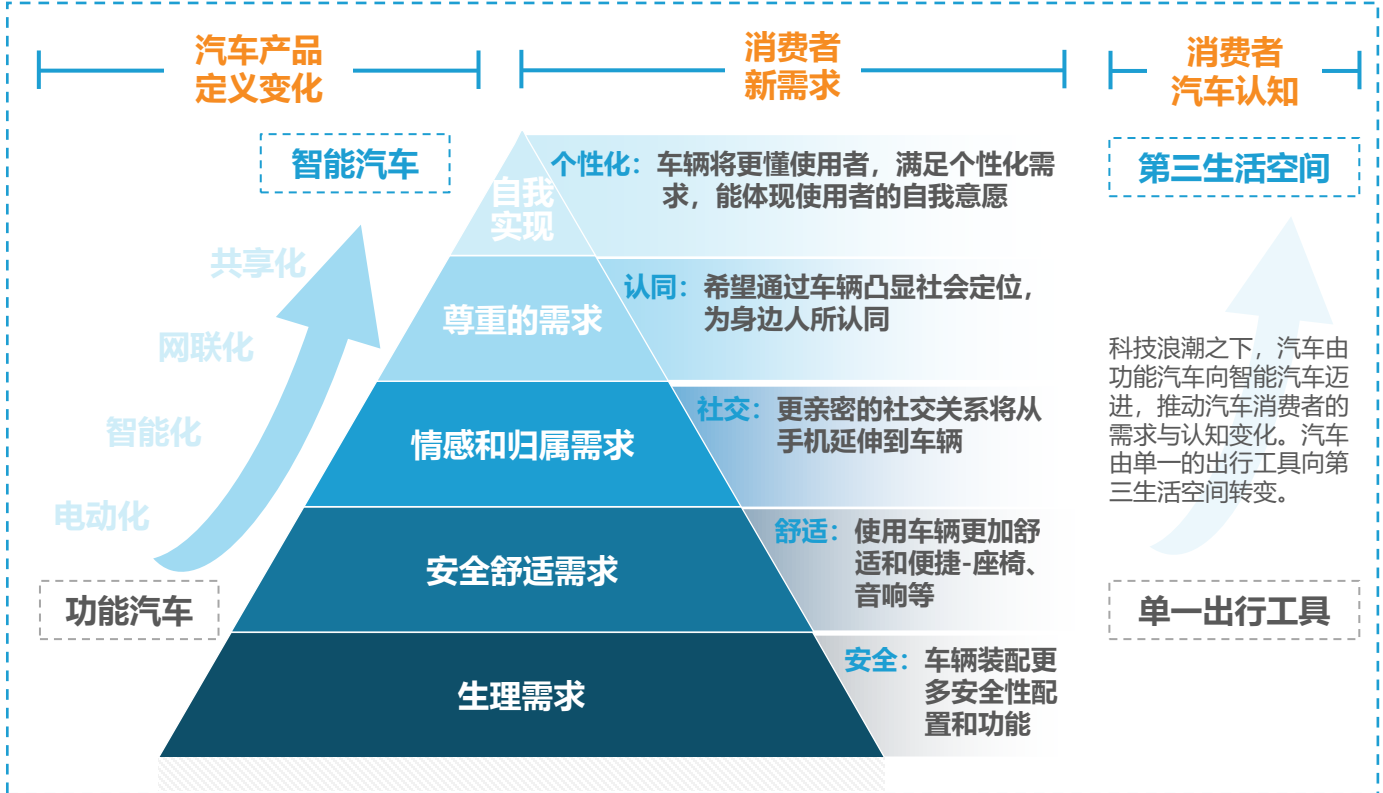 汽车产品
定义变化
消费者
新需求
消费者
汽车认知
智能汽车
共享化
网联化
智能化
电动化
功能汽车
自我
实现
尊重的需求
情感和归属需求
安全舒适需求
生理需求
个性化：车辆将更懂使用者，满足个性化需
求，能体现使用者的自我意愿
认同：希望通过车辆凸显社会定位，
为身边人所认同
社交：更亲密的社交关系将从
手机延伸到车辆
舒适：使用车辆更加舒
适和便捷-座椅、
音响等
安全：车辆装配更
多安全性配
置和功能
第三生活空间
科技浪潮之下，汽车由
功能汽车向智能汽车迈
进，推动汽车消费者的
需求与认知变化。汽车
由单一的出行工具向第
三生活空间转变。
单一出行工具